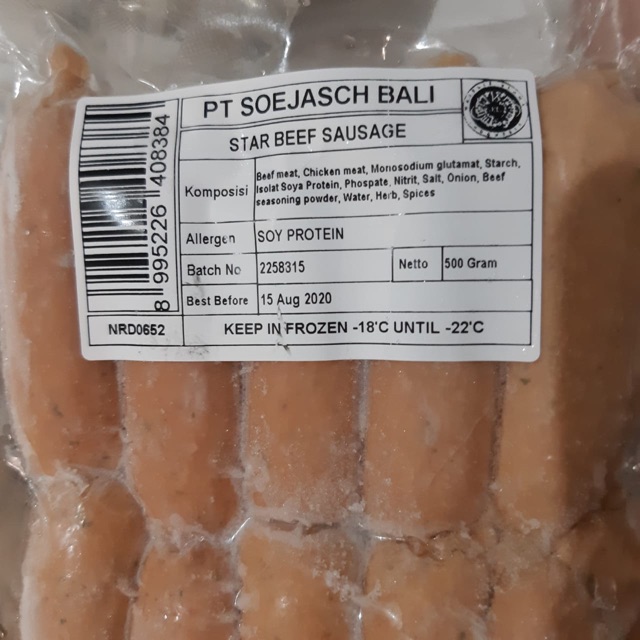 PT SOEJASCH BALI
STAR BEEF SAUSAGE
Komposisi
Beef meat, Chicken meat, Monosodium glutamat, Starch,
Isolat Soya Protein, Phospate, Nitrit, Salt, Onion, Beef
seasoning powder, Water, Herb, Spices
Allergen SOY PROTEIN
Batch No 2258315 Netto 500 Gram
Best Before 15 Aug 2020
NRD0652 KEEP IN FROZEN -18'C UNTIL -22'C
8 995226 408384